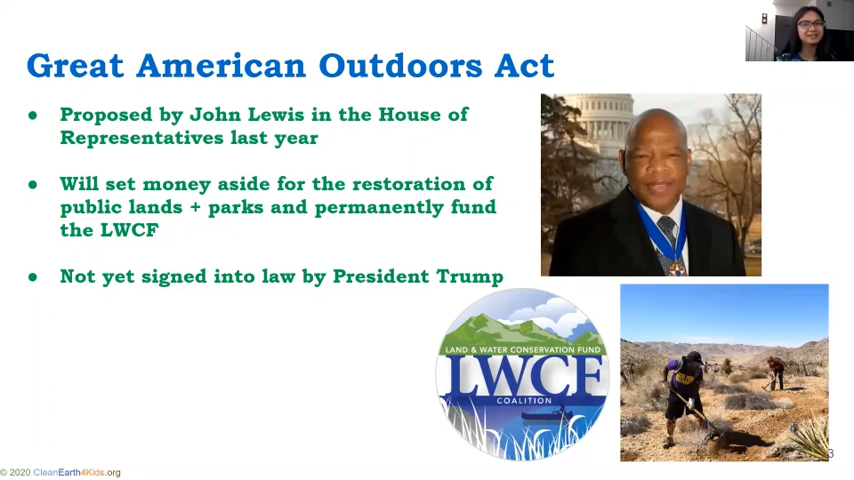 Great American Outdoors Act
● Proposed by John Lewis in the House of
Representatives last year
● Will set money aside for the restoration of
public lands + parks and permanently fund
the LWCF
● Not yet signed into law by President Trump
LAND & WATER CONSERVATION FUND
LWCF
COALITION
3
© 2020 CleanEarth4Kids.org